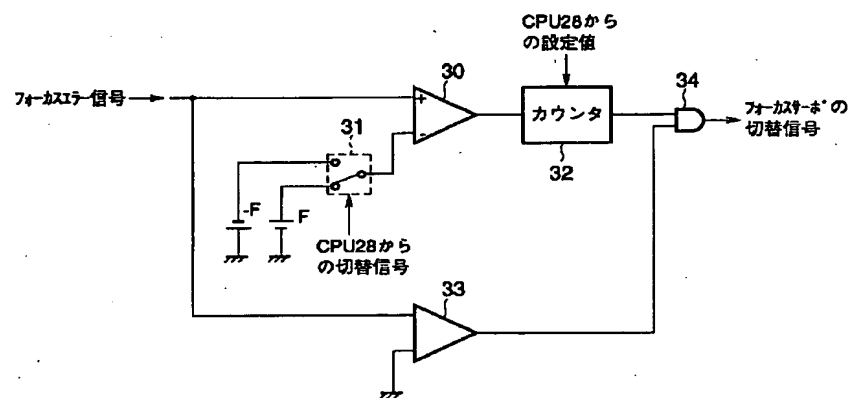 CPU28から
の設定値
フォーカスエラー信号
30
+
-
カウンタ
32
34
フォーカスサーボの
切替信号
31
-F
F
CPU28から
の切替信号
33